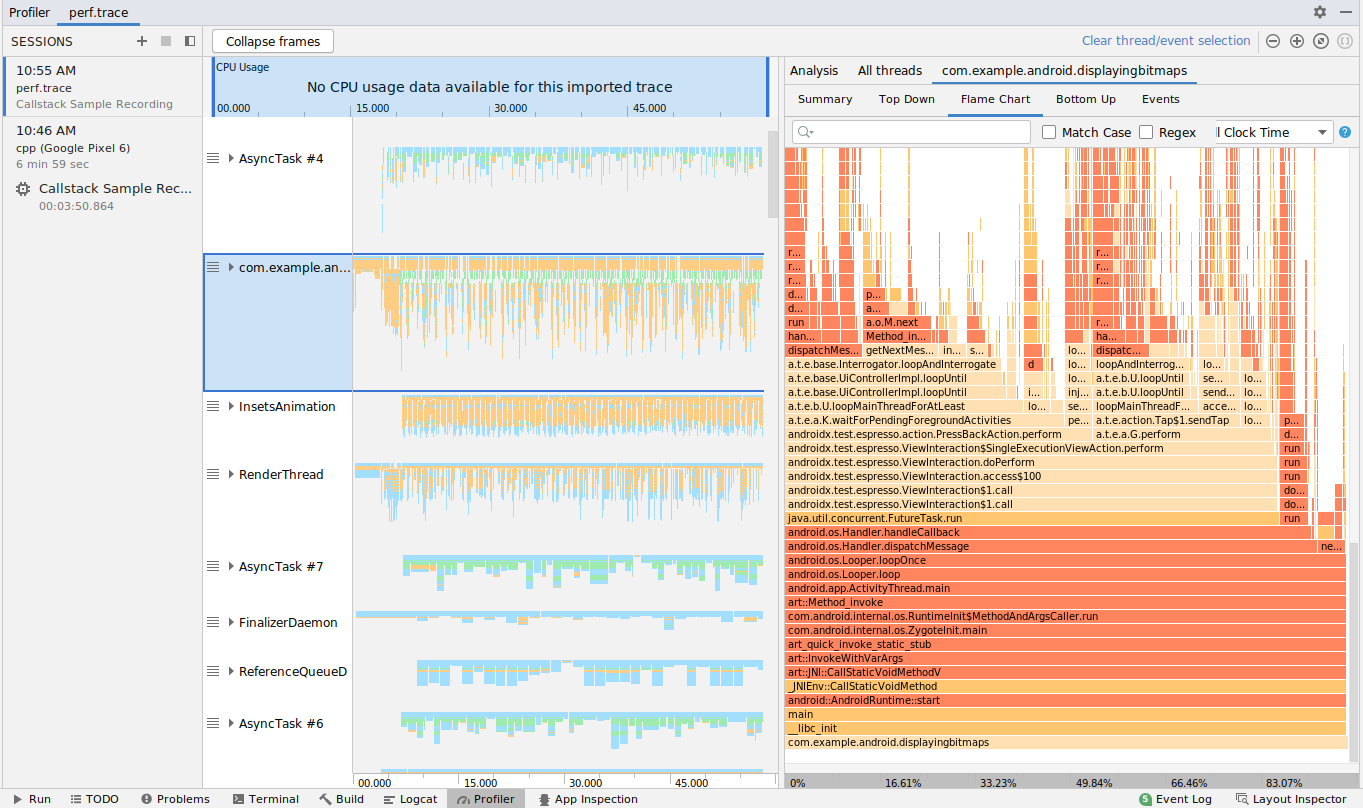 Profiler perf.trace
SESSIONS
Collapse frames
Clear thread/event selection
10:55 AM
perf.trace
Callstack Sample Recording
10:46 AM
cpp (Google Pixel 6)
6 min 59 sec
Callstack Sample Rec...
00:03:50.864
CPU Usage
No CPU usage data available for this imported trace
00.000 15.000 30.000 45.000
AsyncTask #4
com.example.an...
InsetsAnimation
RenderThread
AsyncTask #7
FinalizerDaemon
ReferenceQueueD
AsyncTask #6
00.000 15.000 30.000 45.000
Analysis All threads com.example.android.displayingbitmaps
Summary Top Down Flame Chart Bottom Up Events
Match Case Regex l Clock Time ?
r... r...
r... r...
r... r...
d... p...
d... a...
run a.o.M.next r...
han... Method_in... ha...
dispatchMes... getNextMes... in... s... lo... dispatc...
a.t.e.base.Interrogator.loopAndInterrogate d lo... loopAndInterrog... lo...
a.t.e.base.UiControllerImpl.loopUntil lo... a.t.e.b.U.loopUntil se... lo...
a.t.e.base.UiControllerImpl.loopUntil i... inj... a.t.e.b.U.loopUntil send... lo...
a.t.e.b.U.loopMainThreadForAtLeast lo... se... loopMainThreadF... acce... lo...
a.t.e.a.K.waitForPendingForegroundActivities pe... a.t.e.action.Tap$1.sendTap lo... p...
androidx.test.espresso.action.PressBackAction.perform a.t.e.a.G.perform d...
androidx.test.espresso.ViewInteraction$SingleExecutionViewAction.perform run
androidx.test.espresso.ViewInteraction.doPerform run
androidx.test.espresso.ViewInteraction.access$100 run
androidx.test.espresso.ViewInteraction$1.call do...
androidx.test.espresso.ViewInteraction$1.call do...
java.util.concurrent.FutureTask.run run
android.os.Handler.handleCallback
android.os.Handler.dispatchMessage ne...
android.os.Looper.loopOnce
android.os.Looper.loop
android.app.ActivityThread.main
art::Method_invoke
com.android.internal.os.RuntimeInit$MethodAndArgsCaller.run
com.android.internal.os.ZygoteInit.main
art_quick_invoke_static_stub
art::InvokeWithVarArgs
art::JNI::CallStaticVoidMethodV
_JNIEnv::CallStaticVoidMethod
android::AndroidRuntime::start
main
__libc_init
com.example.android.displayingbitmaps
0% 16.61% 33.23% 49.84% 66.46% 83.07%
Run TODO Problems Terminal Build Logcat Profiler App Inspection 5 Event Log Layout Inspector